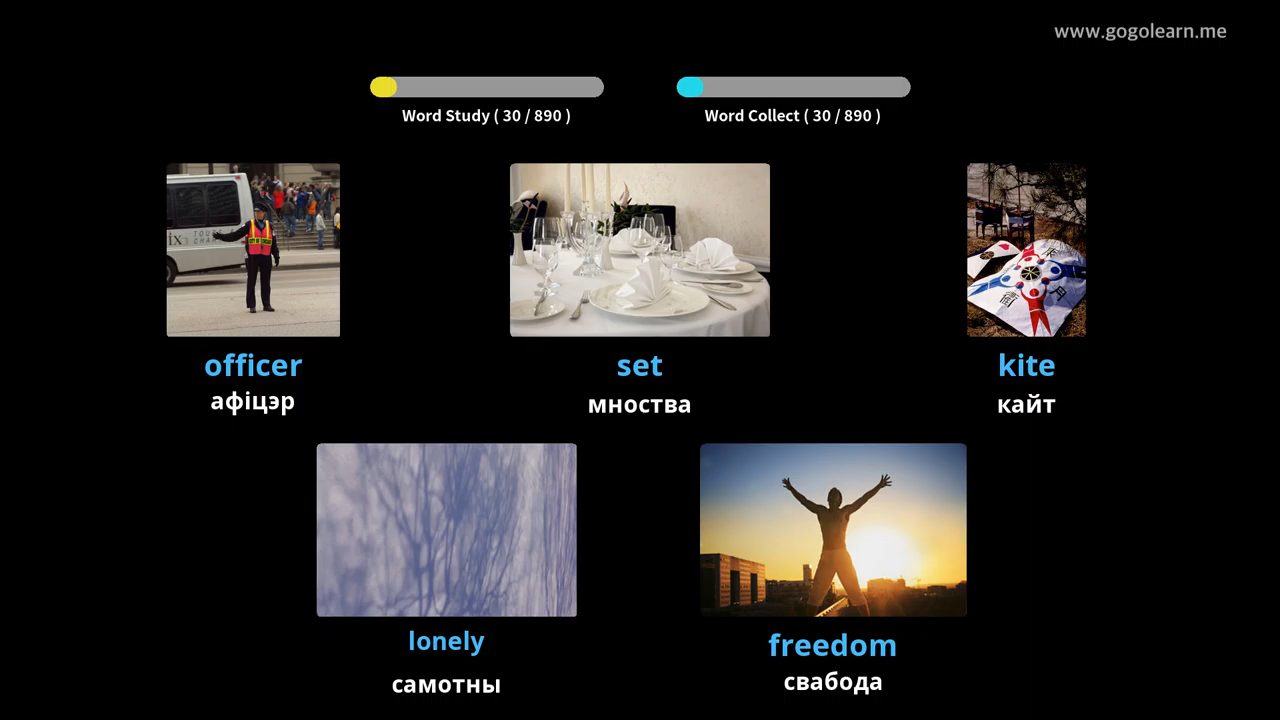 www.gogolearn.me
Word Study ( 30 / 890 )
Word Collect ( 30 / 890 )
officer
афіцэр
set
мноства
kite
кайт
lonely
самотны
freedom
свабода